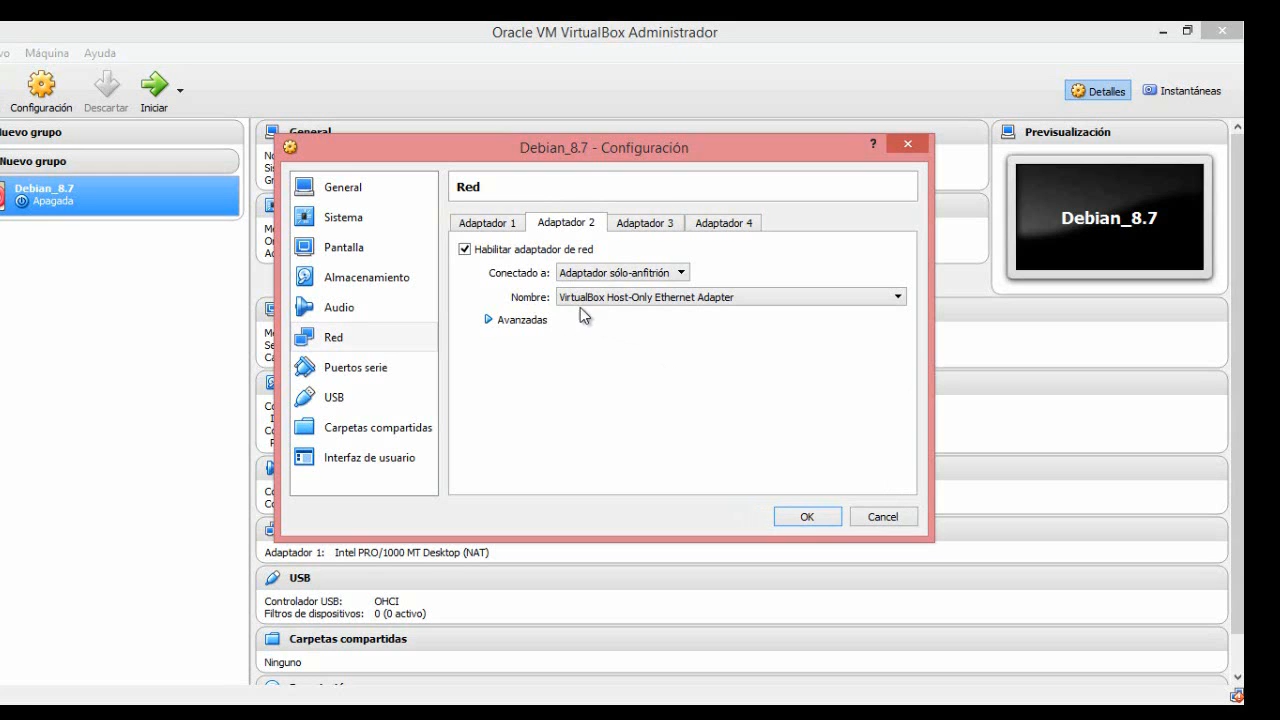 Oracle VM VirtualBox Administrador
Máquina Ayuda
Configuración Descartar Iniciar
Detalles Instantáneas
Nuevo grupo
Nuevo grupo
Debian_8.7
Apagada
General
Previsualización
Debian_8.7
Debian_8.7 - Configuración
?
General
Sistema
Pantalla
Almacenamiento
Audio
Red
Puertos serie
USB
Carpetas compartidas
Interfaz de usuario
Red
Adaptador 1 Adaptador 2 Adaptador 3 Adaptador 4
Habilitar adaptador de red
Conectado a: Adaptador sólo-anfitrión
Nombre: VirtualBox Host-Only Ethernet Adapter
Avanzadas
OK Cancel
Adaptador 1: Intel PRO/1000 MT Desktop (NAT)
USB
Controlador USB: OHCI
Filtros de dispositivos: 0 (0 activo)
Carpetas compartidas
Ninguno